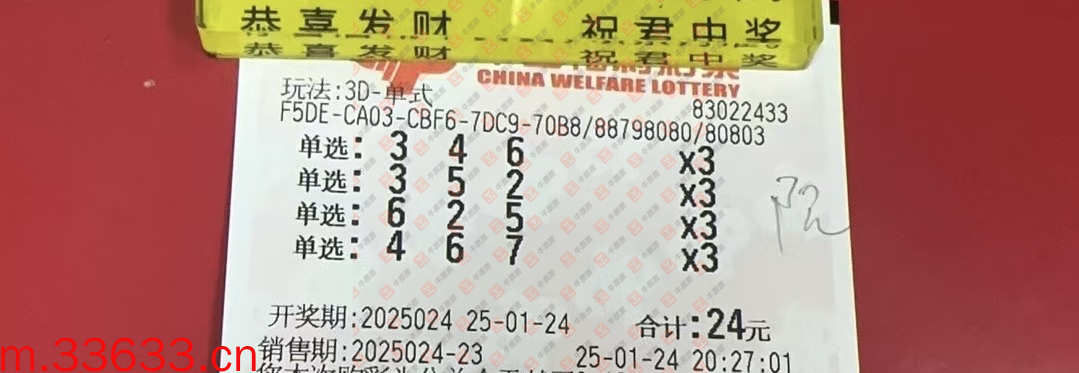 恭喜发财 祝君中奖
恭喜发财 祝君中奖
CHINA WELFARE LOTTERY
玩法:3D-单式 83022433
F5DE-CA03-CBF6-7DC9-70B8/88798080/80803
单选: 3 4 6 x3
单选: 3 5 2 x3
单选: 6 2 5 x3
单选: 4 6 7 x3
开奖期:2025024 25-01-24 合计:24元
销售期:2025024-23 25-01-24 20:27:01
m.33633.cn